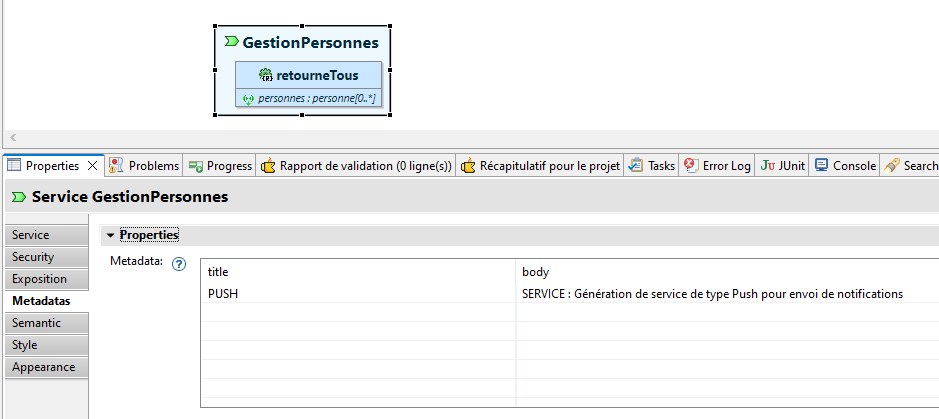 GestionPersonnes
{R} retourneTous
personnes : personne[0..*]
Properties Problems Progress Rapport de validation (0 ligne(s)) Récapitulatif pour le projet Tasks Error Log JU JUnit Console Search
Service GestionPersonnes
Service
Security
Exposition
Metadatas
Semantic
Style
Appearance
Properties
Metadata: ?
title body
PUSH SERVICE : Génération de service de type Push pour envoi de notifications